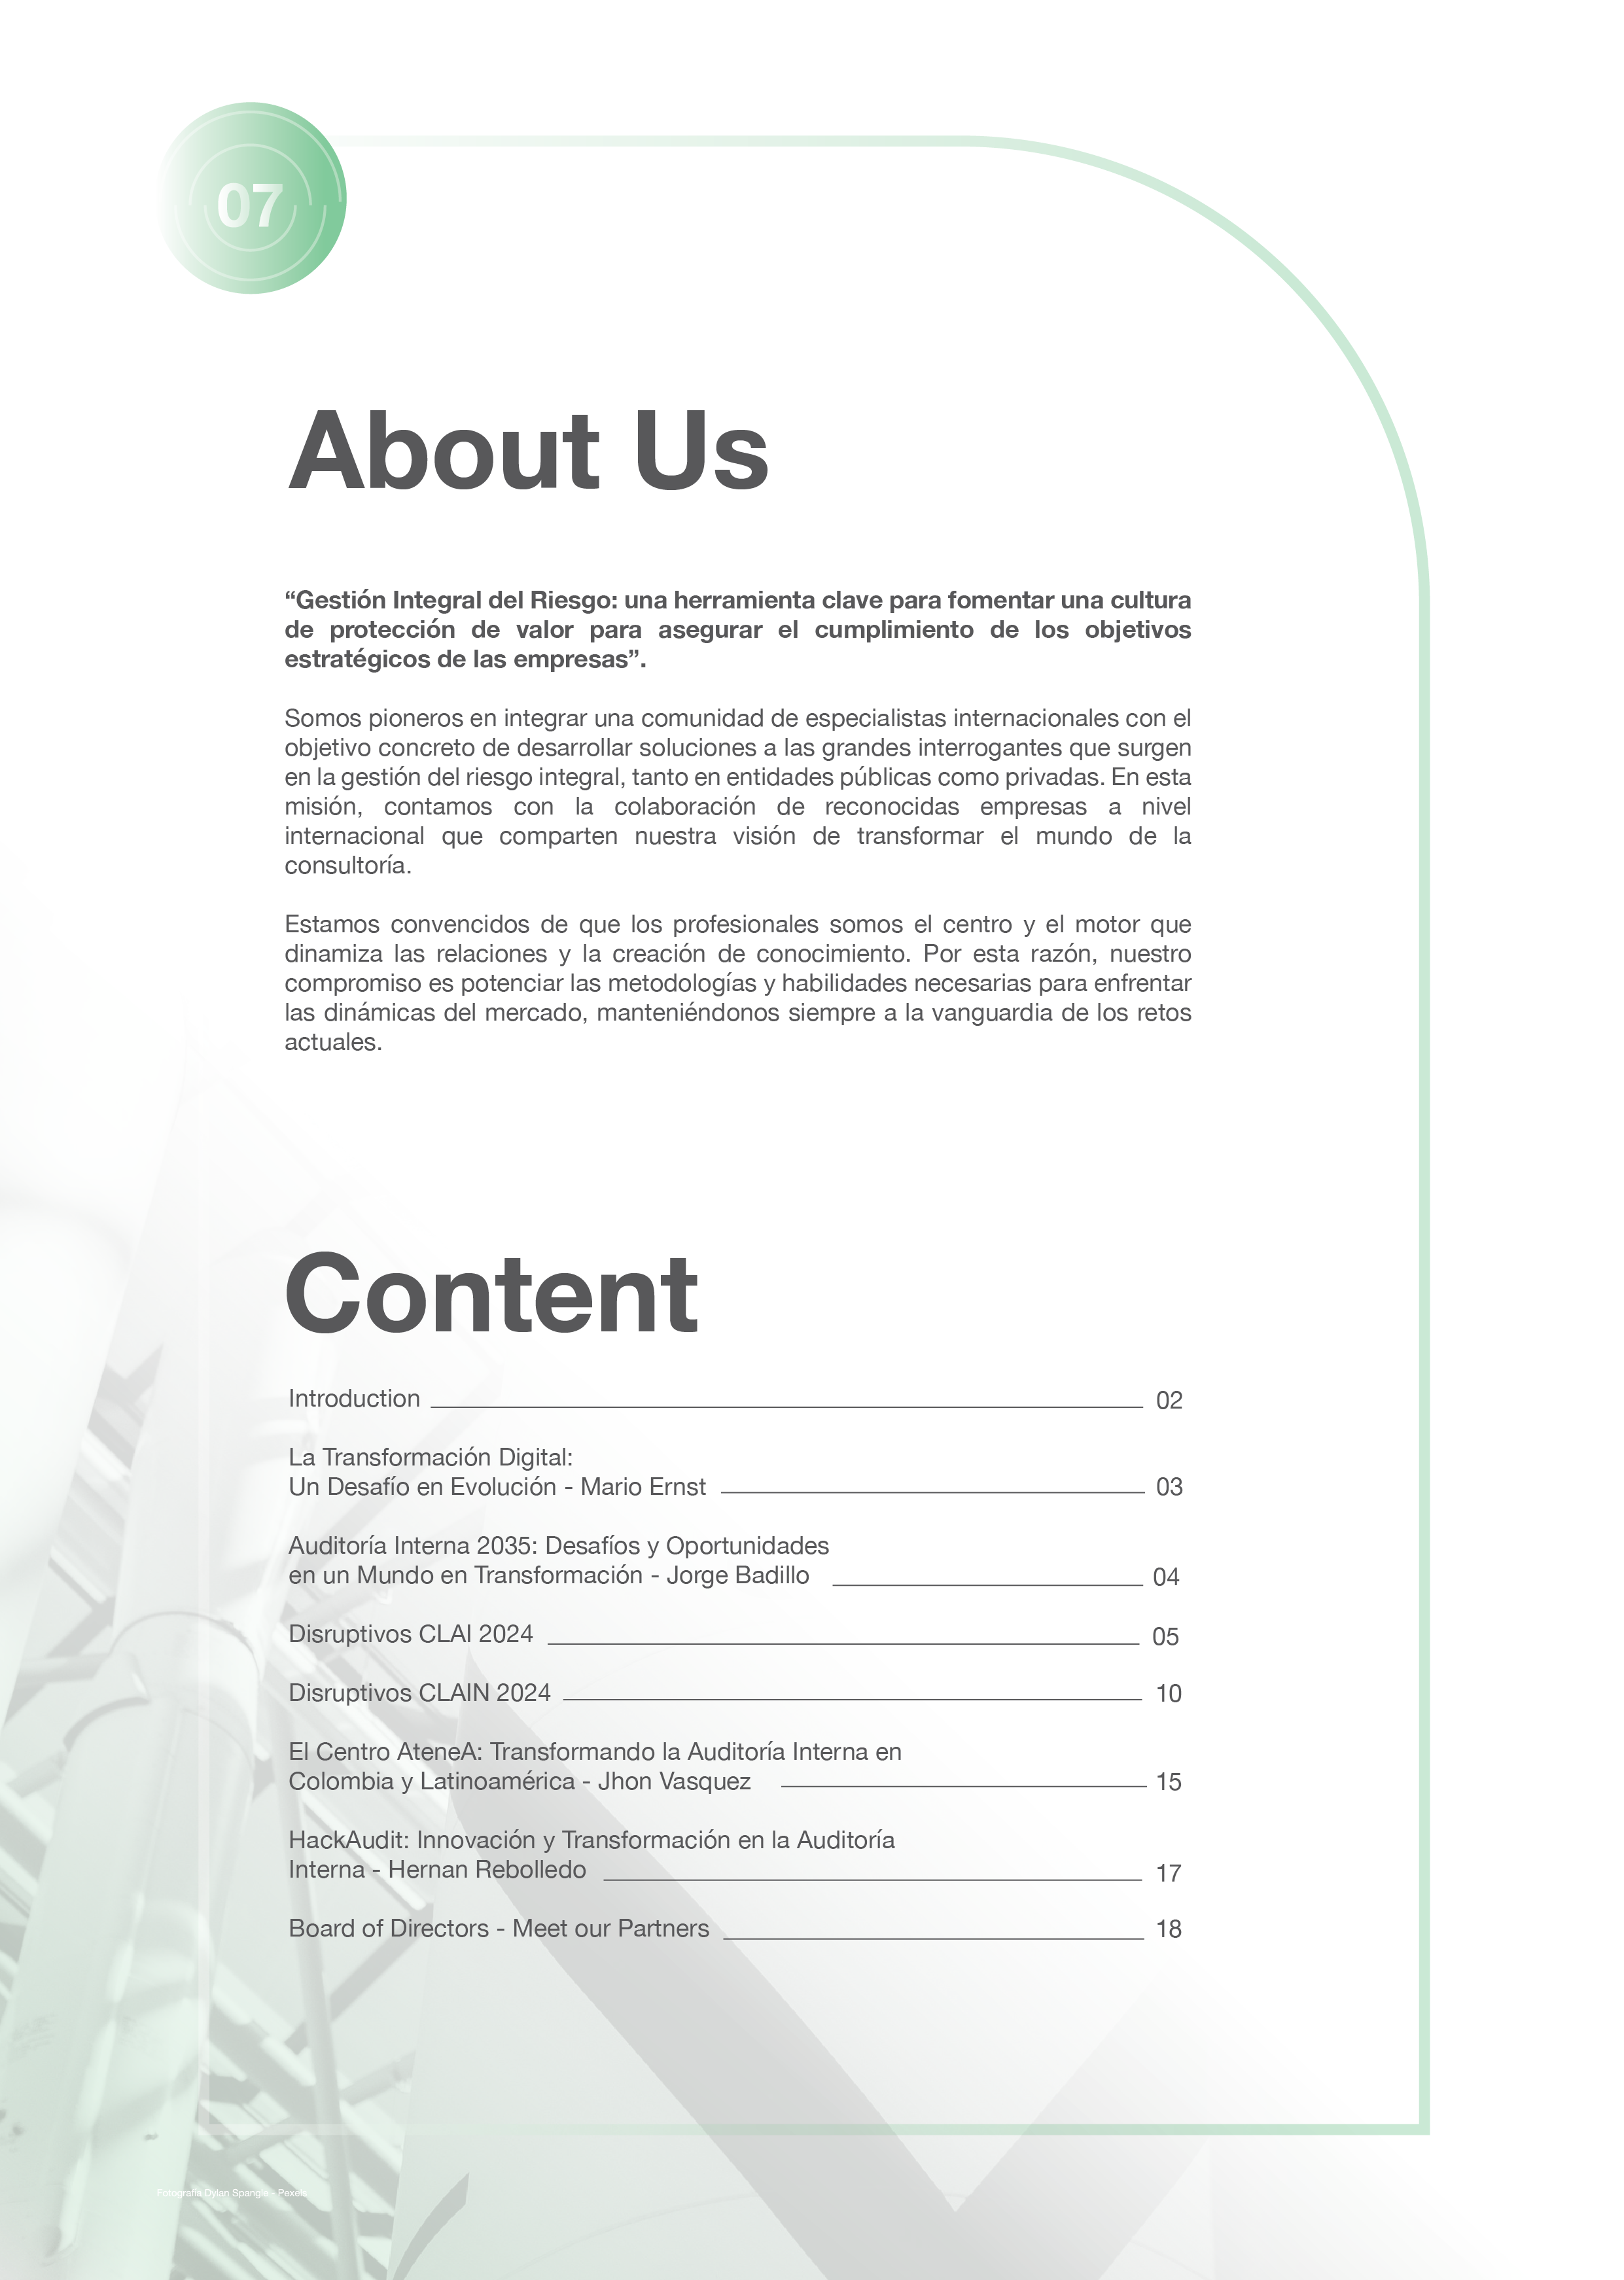 07
About Us
“Gestión Integral del Riesgo: una herramienta clave para fomentar una cultura
de protección de valor para asegurar el cumplimiento de los objetivos
estratégicos de las empresas”.
Somos pioneros en integrar una comunidad de especialistas internacionales con el
objetivo concreto de desarrollar soluciones a las grandes interrogantes que surgen
en la gestión del riesgo integral, tanto en entidades públicas como privadas. En esta
misión, contamos con la colaboración de reconocidas empresas a nivel
internacional que comparten nuestra visión de transformar el mundo de la
consultoría.
Estamos convencidos de que los profesionales somos el centro y el motor que
dinamiza las relaciones y la creación de conocimiento. Por esta razón, nuestro
compromiso es potenciar las metodologías y habilidades necesarias para enfrentar
las dinámicas del mercado, manteniéndonos siempre a la vanguardia de los retos
actuales.
Content
Introduction 02
La Transformación Digital:
Un Desafío en Evolución - Mario Ernst 03
Auditoría Interna 2035: Desafíos y Oportunidades
en un Mundo en Transformación - Jorge Badillo 04
Disruptivos CLAI 2024 05
Disruptivos CLAIN 2024 10
El Centro AteneA: Transformando la Auditoría Interna en
Colombia y Latinoamérica - Jhon Vasquez 15
HackAudit: Innovación y Transformación en la Auditoría
Interna - Hernan Rebolledo 17
Board of Directors - Meet our Partners 18
Fotografía Dylan Spangle - Pexels